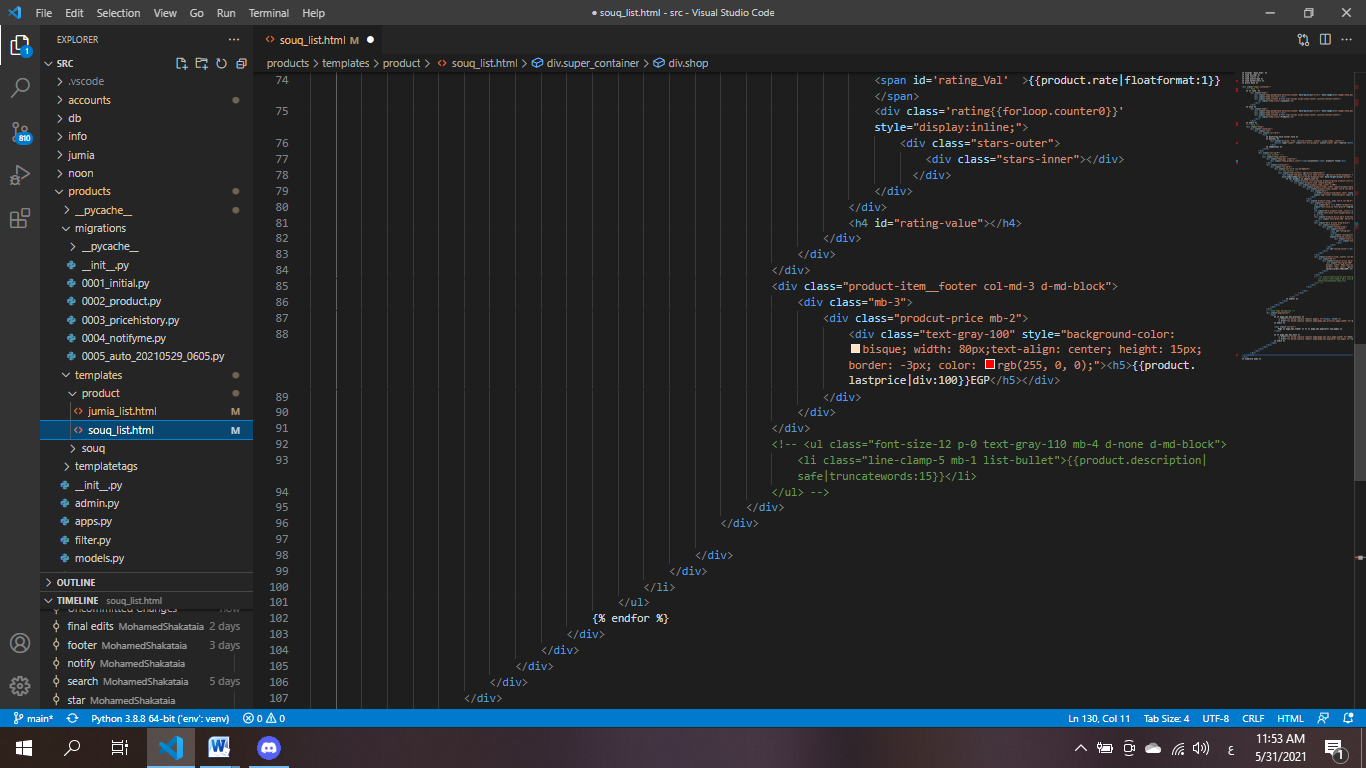 File Edit Selection View Go Run Terminal Help
● souq_list.html - src - Visual Studio Code
EXPLORER
SRC
.vscode
accounts
db
info
jumia
noon
products
__pycache__
migrations
__pycache__
__init__.py
0001_initial.py
0002_product.py
0003_pricehistory.py
0004_notifyme.py
0005_auto_20210529_0605.py
templates
product
jumia_list.html M
souq_list.html M
souq
templatetags
__init__.py
admin.py
apps.py
filter.py
models.py
OUTLINE
TIMELINE souq_list.html
Uncommitted Changes now
final edits MohamedShakataia 2 days
footer MohamedShakataia 3 days
notify MohamedShakataia
search MohamedShakataia 5 days
star MohamedShakataia
1
810
souq_list.html M ●
products > templates > product > souq_list.html > div.super_container > div.shop
74 <span id='rating_Val'  >{{product.rate|floatformat:1}}
</span>
75 <div class='rating{{forloop.counter0}}'
style="display:inline;">
76 <div class="stars-outer">
77 <div class="stars-inner"></div>
78 </div>
79 </div>
80 </div>
81 <h4 id="rating-value"></h4>
82 </div>
83 </div>
84 </div>
85 <div class="product-item__footer col-md-3 d-md-block">
86 <div class="mb-3">
87 <div class="prodcut-price mb-2">
88 <div class="text-gray-100" style="background-color:
bisque; width: 80px;text-align: center; height: 15px;
border: -3px; color: rgb(255, 0, 0);"><h5>{{product.
lastprice|div:100}}EGP</h5></div>
89 </div>
90 </div>
91 </div>
92 <!-- <ul class="font-size-12 p-0 text-gray-110 mb-4 d-none d-md-block">
93 <li class="line-clamp-5 mb-1 list-bullet">{{product.description|
safe|truncatewords:15}}</li>
94 </ul> -->
95 </div>
96 </div>
97
98 </div>
99 </div>
100 </li>
101 </ul>
102 {% endfor %}
103 </div>
104 </div>
105 </div>
106 </div>
107 </div>
main* Python 3.8.8 64-bit ('env': venv) 0 0 Ln 130, Col 11 Tab Size: 4 UTF-8 CRLF HTML
ع
11:53 AM
5/31/2021
1